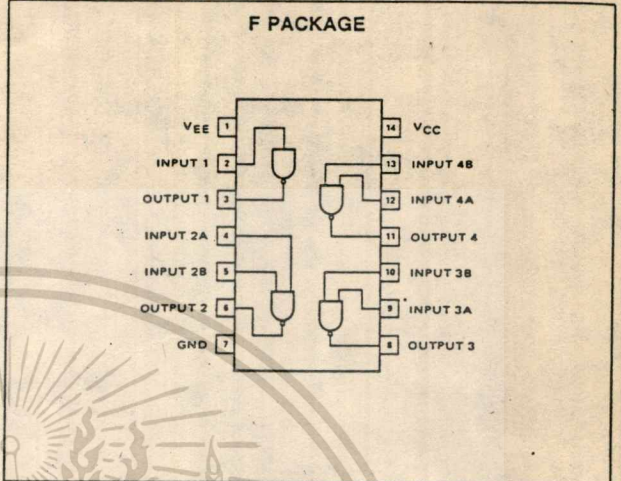 F PACKAGE
VEE 1
14 VCC
INPUT 1 2
13 INPUT 4B
OUTPUT 1 3
12 INPUT 4A
INPUT 2A 4
11 OUTPUT 4
INPUT 2B 5
10 INPUT 3B
OUTPUT 2 6
9 INPUT 3A
GND 7
8 OUTPUT 3